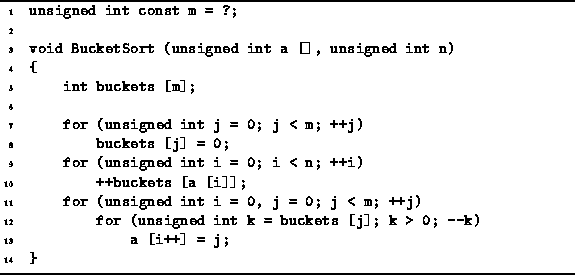 1 unsigned int const m = ?;
2
3 void BucketSort (unsigned int a [], unsigned int n)
4 {
5 int buckets [m];
6
7 for (unsigned int j = 0; j < m; ++j)
8 buckets [j] = 0;
9 for (unsigned int i = 0; i < n; ++i)
10 ++buckets [a [i]];
11 for (unsigned int i = 0, j = 0; j < m; ++j)
12 for (unsigned int k = buckets [j]; k > 0; --k)
13 a [i++] = j;
14 }